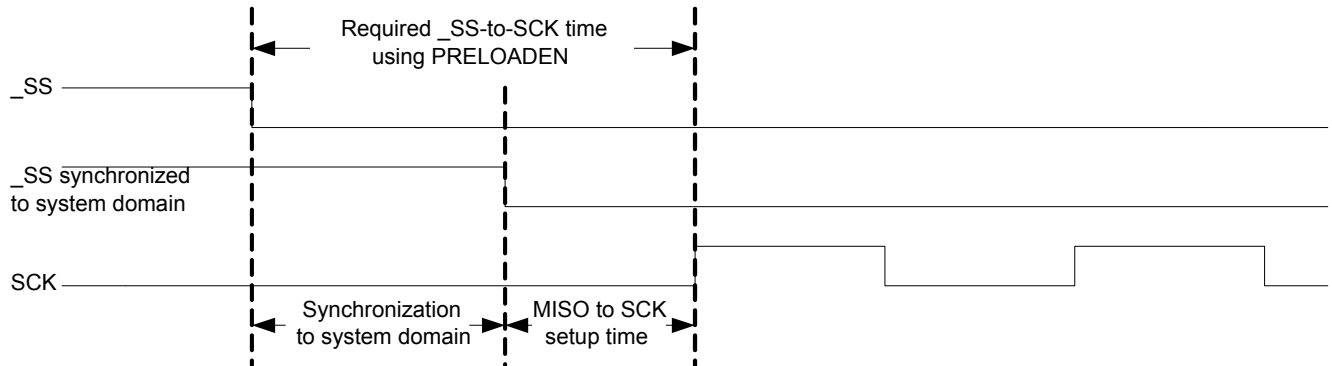 Required _SS-to-SCK time
using PRELOADEN
_SS
_SS synchronized
to system domain
SCK
Synchronization
to system domain
MISO to SCK
setup time